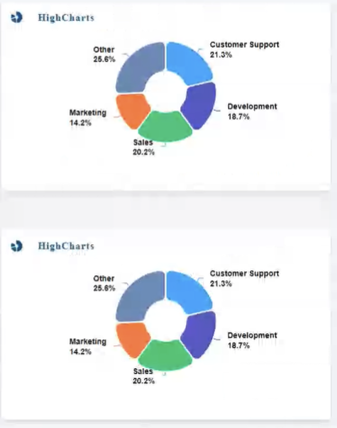 HighCharts
Other
25.6%
Customer Support
21.3%
Marketing
14.2%
Development
18.7%
Sales
20.2%
HighCharts
Other
25.6%
Customer Support
21.3%
Marketing
14.2%
Development
18.7%
Sales
20.2%